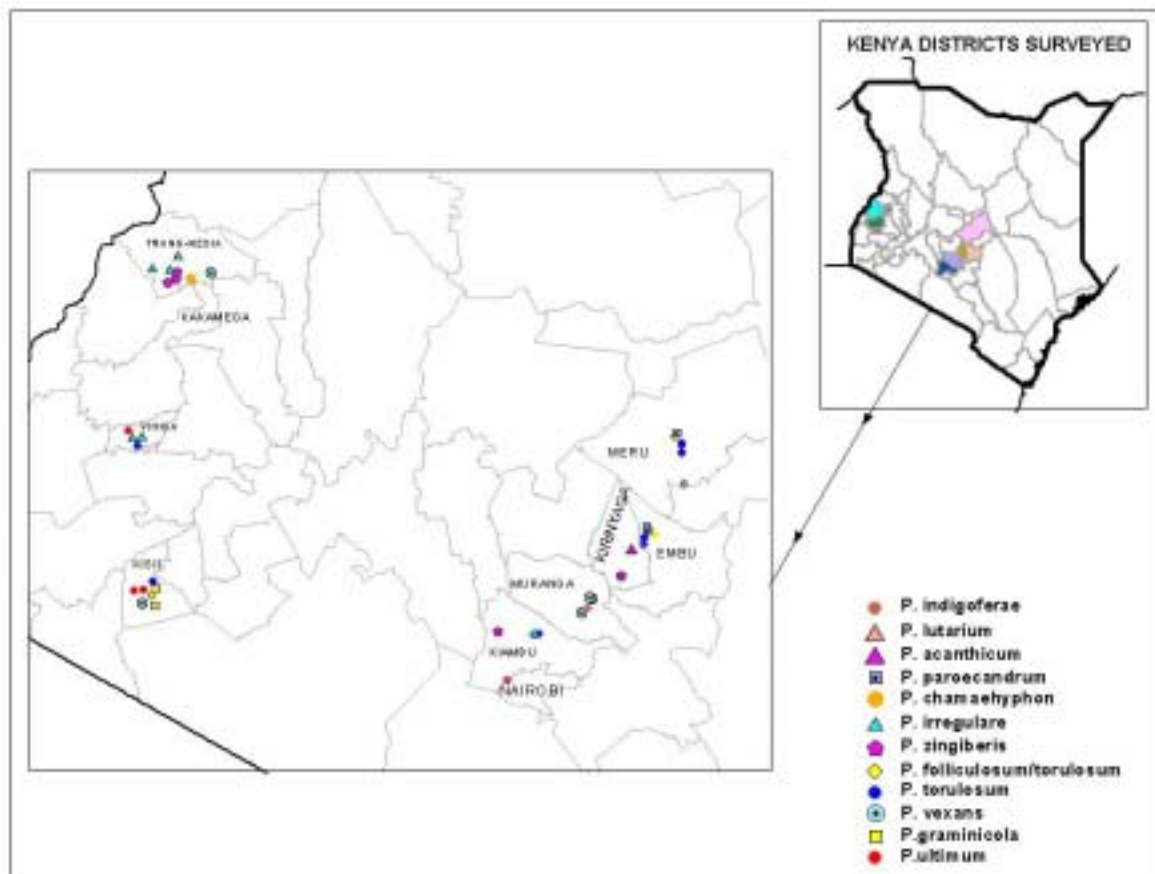 KENYA DISTRICTS SURVEYED
TRANS-NZOIA
KAKAMEGA
VIHIGA
MERU
KIRINYAGA
EMBU
KISII
MURANGA
KIAMBU
NAIROBI
P. indigoferae
P. lutarium
P. acanthicum
P. paroecandrum
P. chamaehyphon
P. irregulare
P. zingiberis
P. folliculosum/torulosum
P. torulosum
P. vexans
P.graminicola
P.ultimum